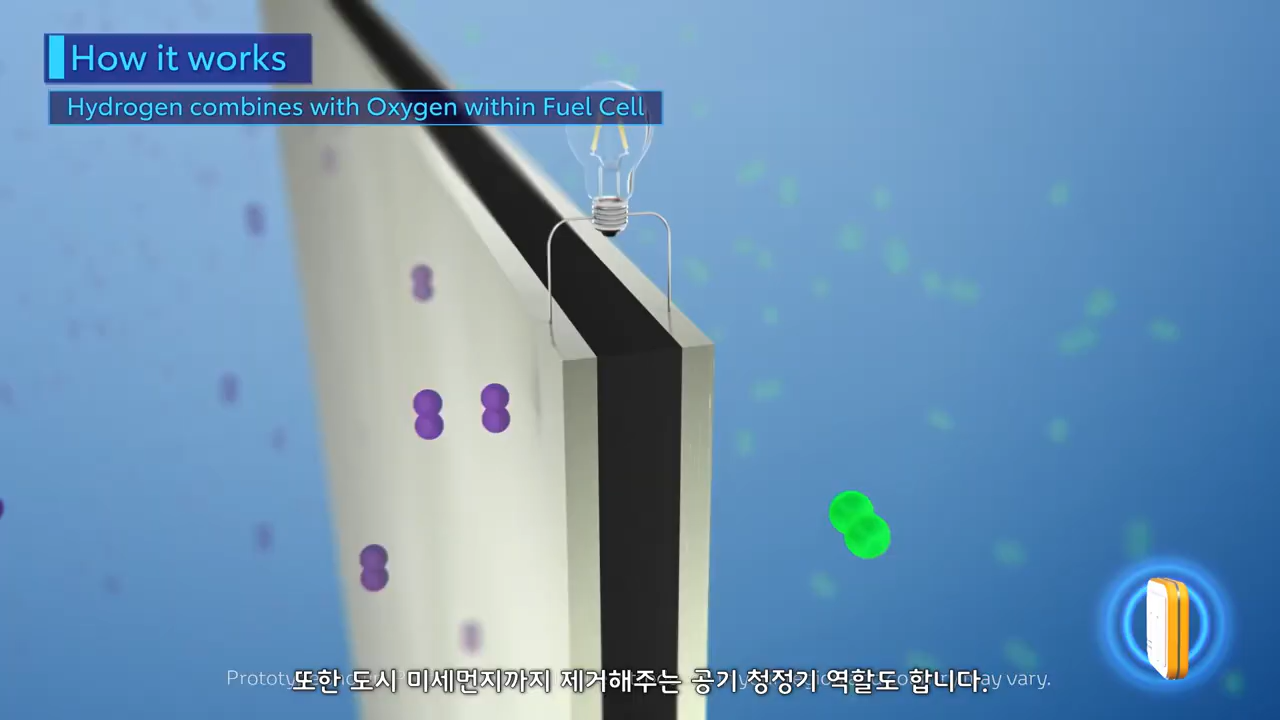 How it works
Hydrogen combines with Oxygen within Fuel Cell
또한 도시 미세먼지까지 제거해주는 공기 청정기 역할도 합니다.
vary.